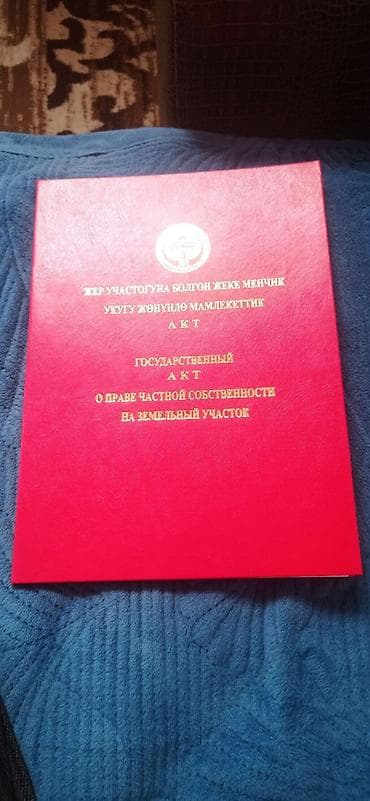 ЖЕР УЧАСТОГУНА БОЛГОН ЖЕКЕ МЕНЧИК
УКУГУ ЖӨНҮНДӨ МАМЛЕКЕТТИК
АКТ
ГОСУДАРСТВЕННЫЙ
АКТ
О ПРАВЕ ЧАСТНОЙ СОБСТВЕННОСТИ
НА ЗЕМЕЛЬНЫЙ УЧАСТОК